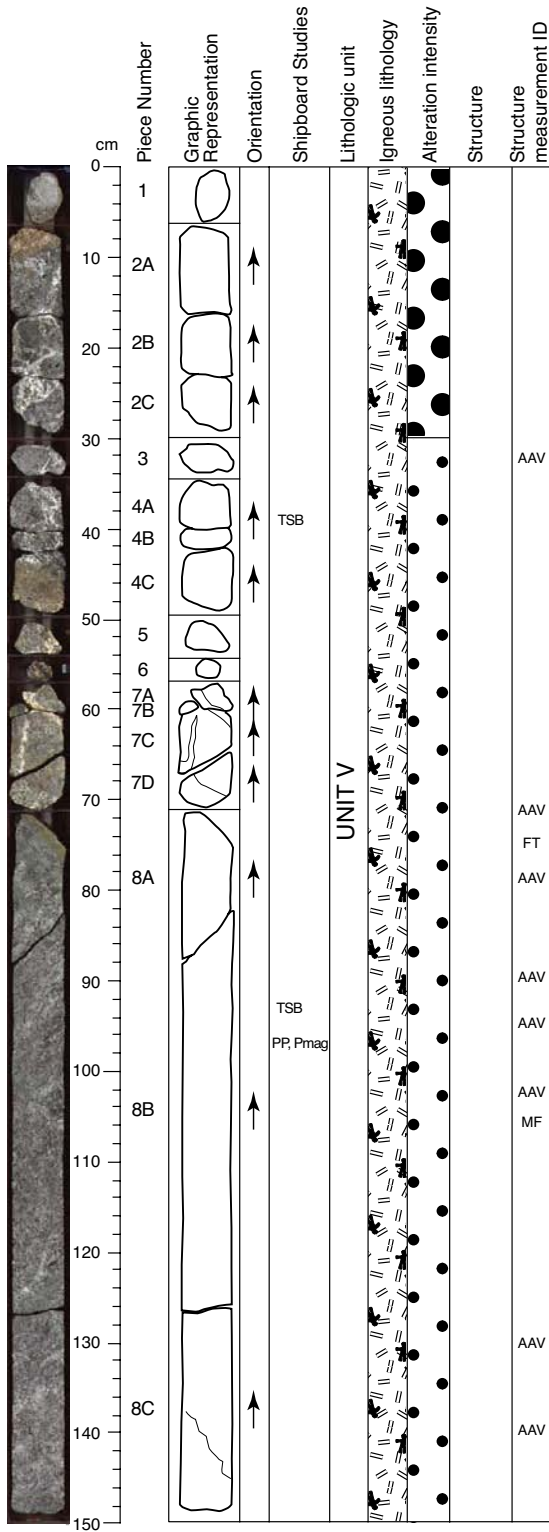 cm
Piece Number
Graphic
Representation
Orientation
Shipboard Studies
Lithologic unit
Igneous lithology
Alteration intensity
Structure
Structure
measurement ID
0
1
10
2A
20
2B
2C
30
3
AAV
4A
TSB
40
4B
4C
50
5
6
7A
60
7B
7C
7D
70
UNIT V
AAV
FT
80
8A
AAV
90
AAV
TSB
AAV
PP, Pmag
100
AAV
8B
MF
110
120
130
AAV
8C
140
AAV
150